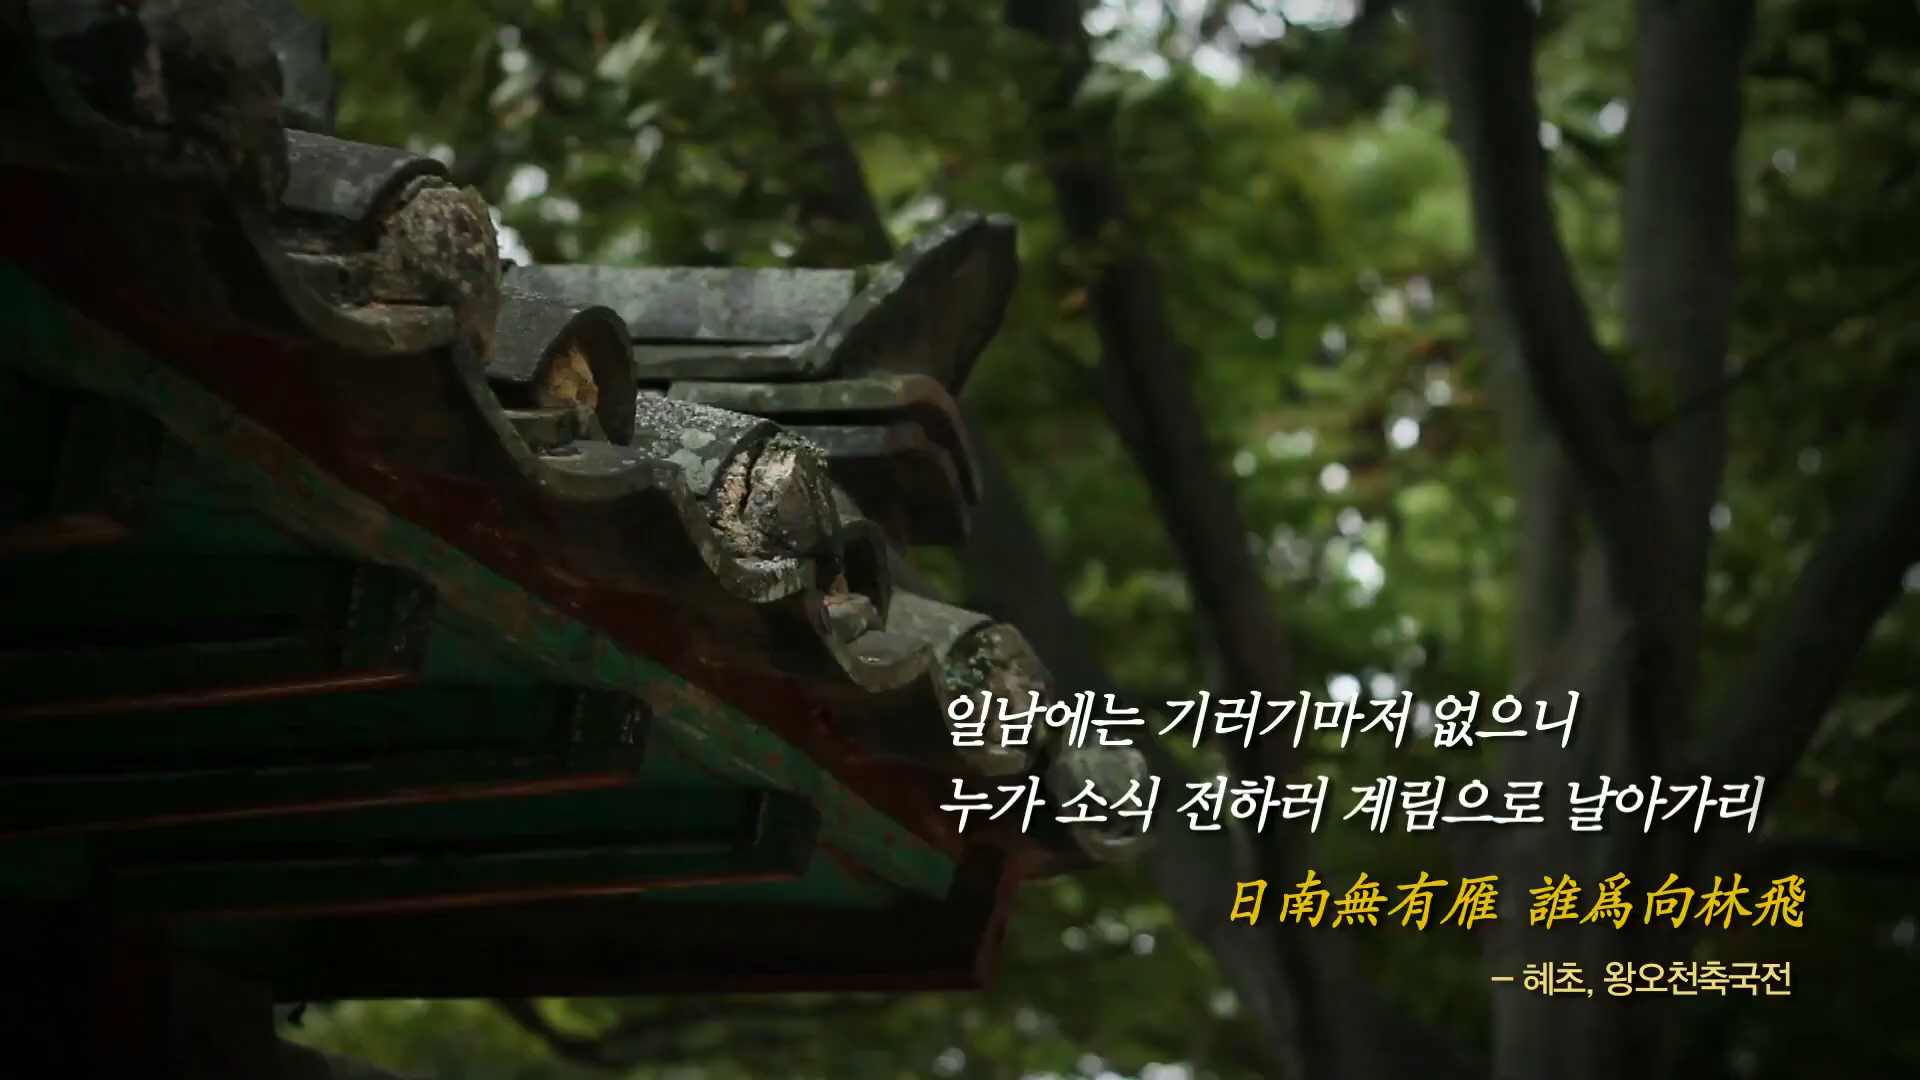 일남에는 기러기마저 없으니
누가 소식 전하러 계림으로 날아가리
日南無有雁 誰爲向林飛
- 혜초, 왕오천축국전